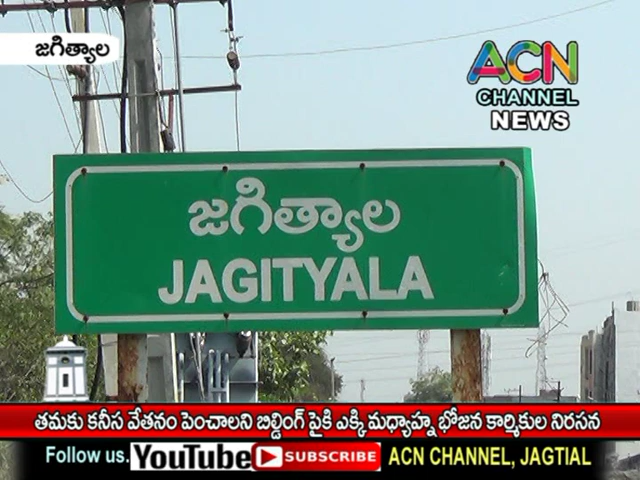 జగిత్యాల
ACN
CHANNEL
NEWS
జగిత్యాల
JAGITYALA
తమకు కనీస వేతనం పెంచాలని బిల్డింగ్ పైకి ఎక్కి మధ్యాహ్న భోజన కార్మికుల నిరసన
Follow us. YouTube SUBSCRIBE ACN CHANNEL, JAGTIAL